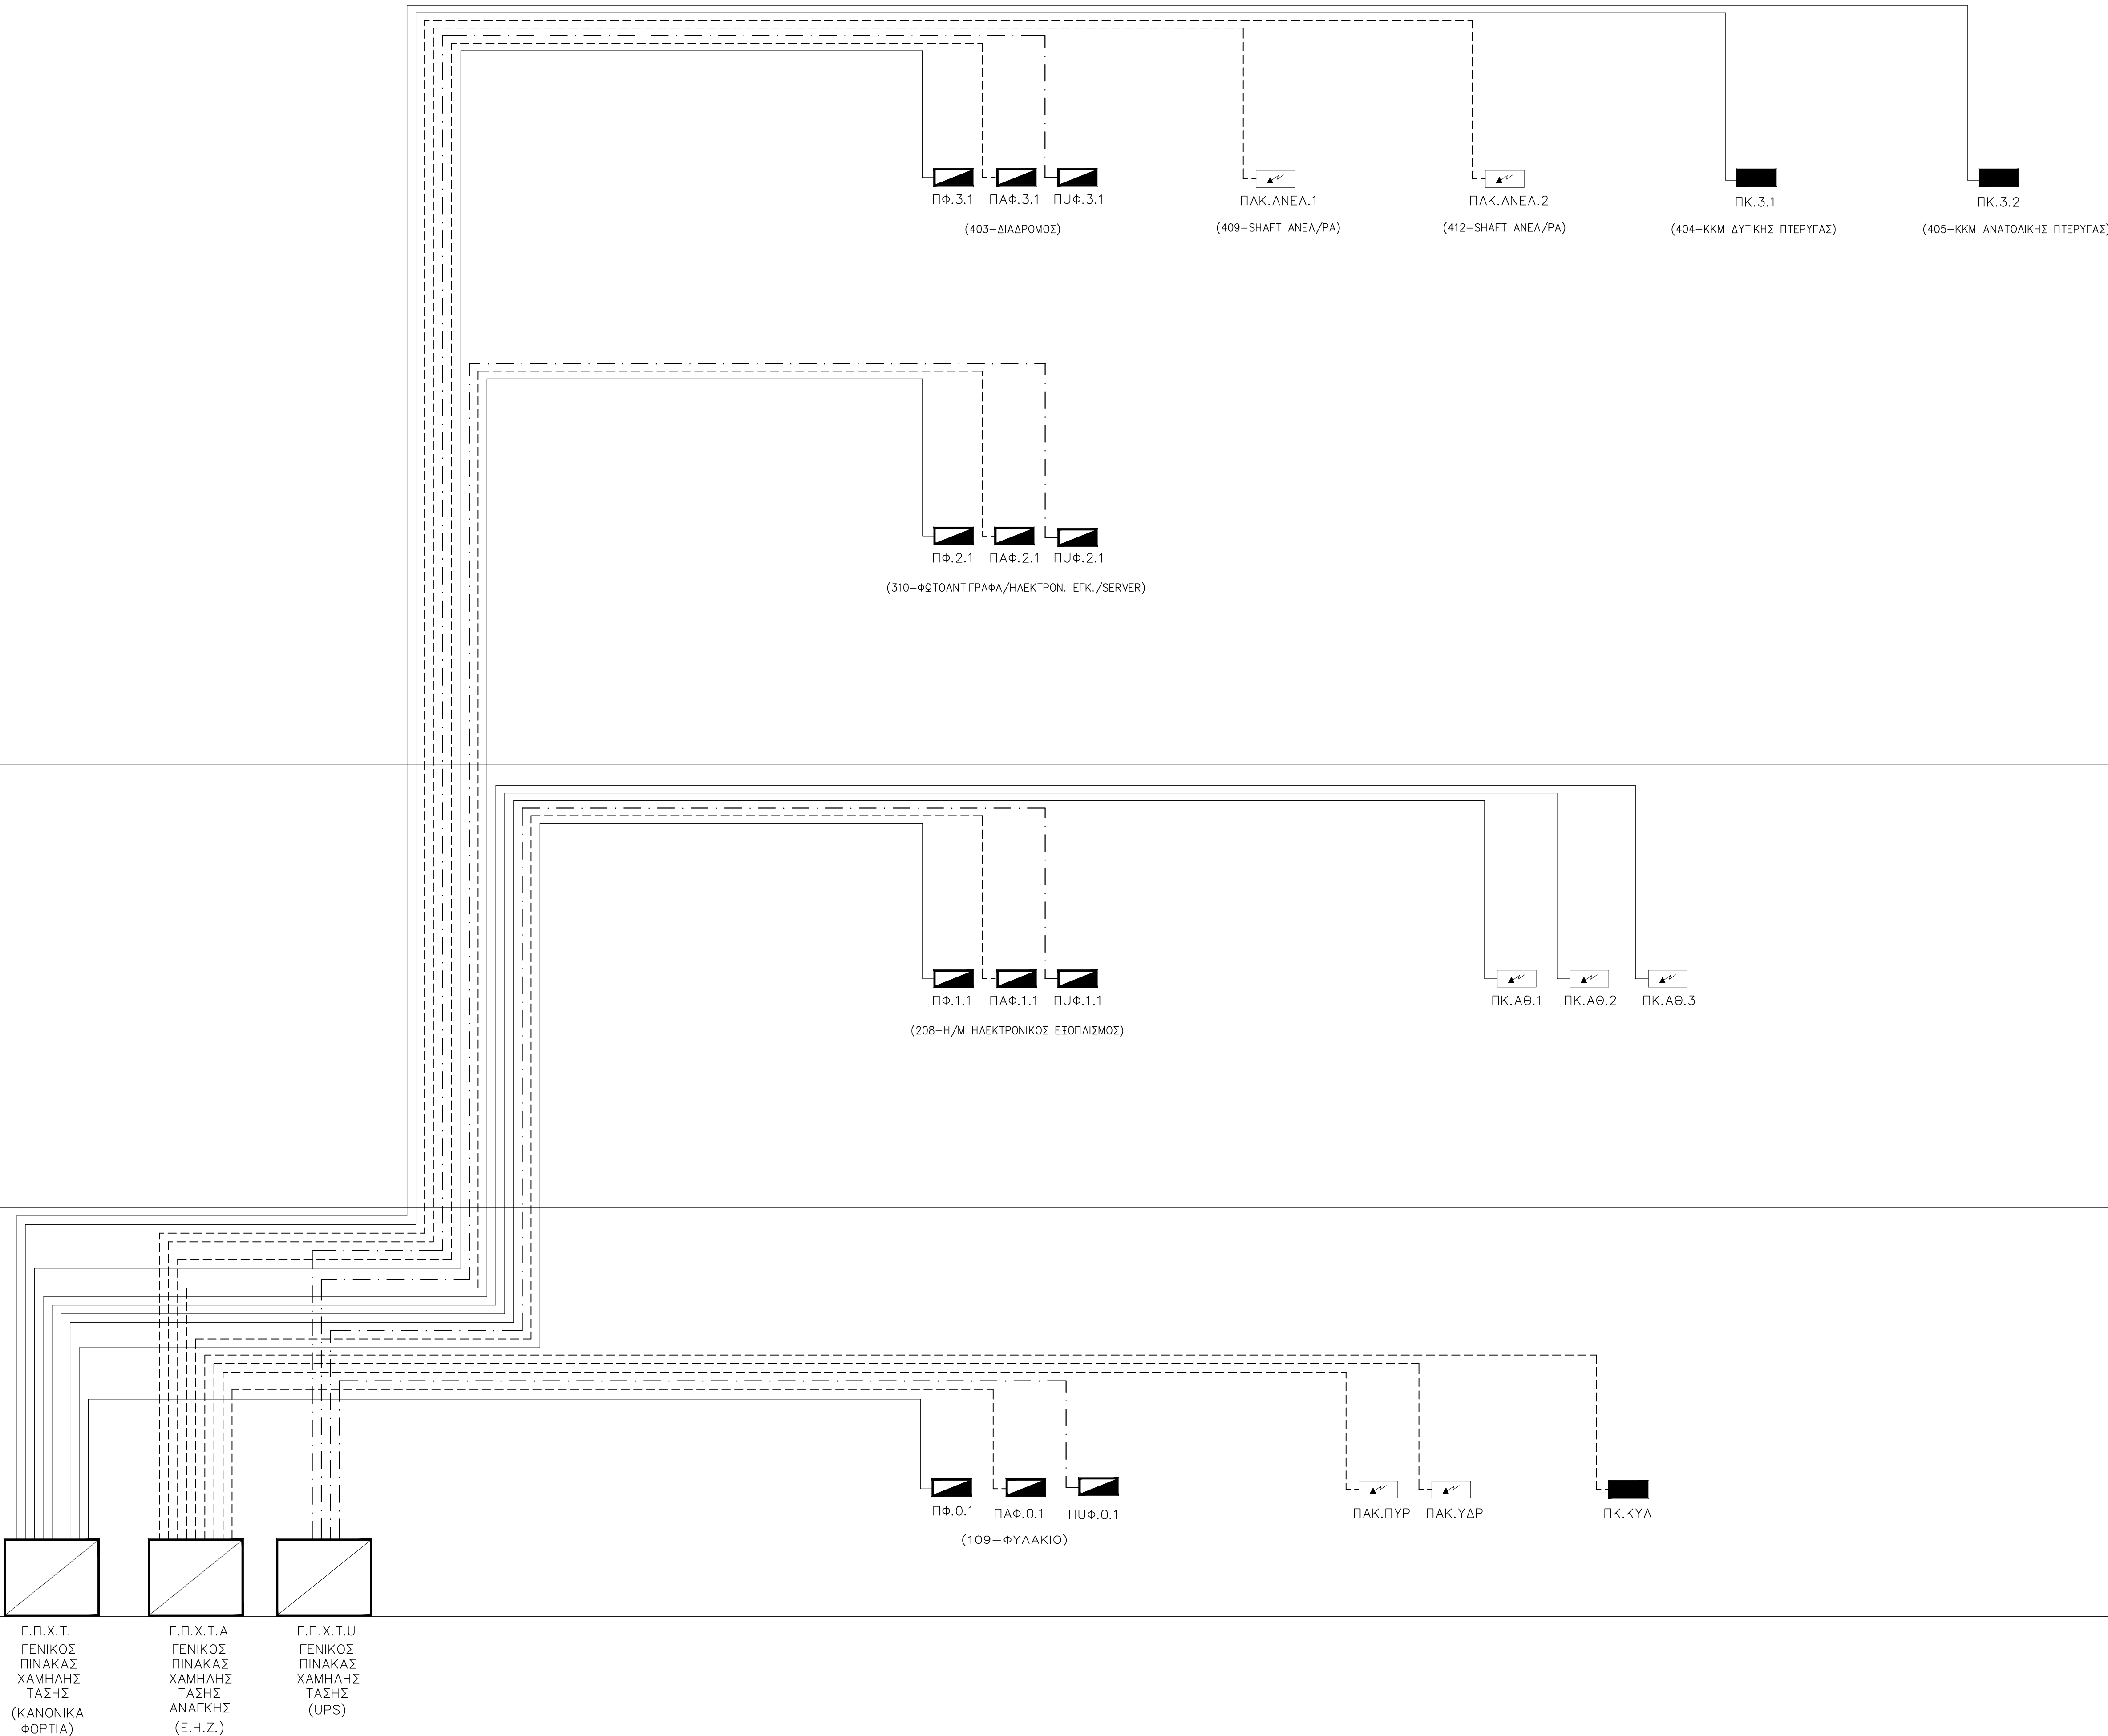 ΠΦ.3.1 ΠΑΦ.3.1 ΠUΦ.3.1
(403-ΔΙΑΔΡΟΜΟΣ)
ΠΑΚ.ΑΝΕΛ.1
(409-SHAFT ΑΝΕΛ/ΡΑ)
ΠΑΚ.ΑΝΕΛ.2
(412-SHAFT ΑΝΕΛ/ΡΑ)
ΠΚ.3.1
(404-ΚΚΜ ΔΥΤΙΚΗΣ ΠΤΕΡΥΓΑΣ)
ΠΚ.3.2
(405-ΚΚΜ ΑΝΑΤΟΛΙΚΗΣ ΠΤΕΡΥΓΑΣ)
ΠΦ.2.1 ΠΑΦ.2.1 ΠUΦ.2.1
(310-ΦΩΤΟΑΝΤΙΓΡΑΦΑ/ΗΛΕΚΤΡΟΝ. ΕΓΚ./SERVER)
ΠΦ.1.1 ΠΑΦ.1.1 ΠUΦ.1.1
(208-Η/Μ ΗΛΕΚΤΡΟΝΙΚΟΣ ΕΞΟΠΛΙΣΜΟΣ)
ΠΚ.ΑΘ.1 ΠΚ.ΑΘ.2 ΠΚ.ΑΘ.3
ΠΦ.0.1 ΠΑΦ.0.1 ΠUΦ.0.1
(109-ΦΥΛΑΚΙΟ)
ΠΑΚ.ΠΥΡ ΠΑΚ.ΥΔΡ ΠΚ.ΚΥΛ
Γ.Π.Χ.Τ.
ΓΕΝΙΚΟΣ
ΠΙΝΑΚΑΣ
ΧΑΜΗΛΗΣ
ΤΑΣΗΣ
(ΚΑΝΟΝΙΚΑ
ΦΟΡΤΙΑ)
Γ.Π.Χ.Τ.Α
ΓΕΝΙΚΟΣ
ΠΙΝΑΚΑΣ
ΧΑΜΗΛΗΣ
ΤΑΣΗΣ
ΑΝΑΓΚΗΣ
(Ε.Η.Ζ.)
Γ.Π.Χ.Τ.U
ΓΕΝΙΚΟΣ
ΠΙΝΑΚΑΣ
ΧΑΜΗΛΗΣ
ΤΑΣΗΣ
(UPS)